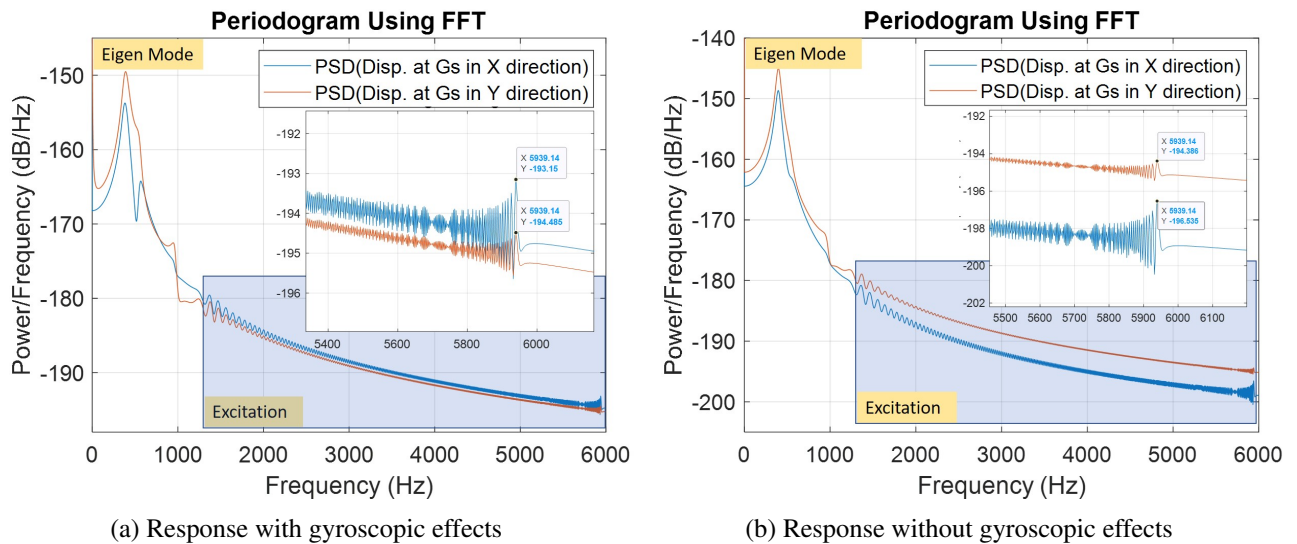 Periodogram Using FFT
Eigen Mode
PSD(Disp. at Gs in X direction)
PSD(Disp. at Gs in Y direction)
-150
-160
-170
-180
-190
Power/Frequency (dB/Hz)
-192
-193
-194
-195
-196
5400
5600
5800
6000
X 5939.14
Y -193.15
X 5939.14
Y -194.485
Excitation
0
1000
2000
3000
4000
5000
6000
Frequency (Hz)
(a) Response with gyroscopic effects
Periodogram Using FFT
Eigen Mode
PSD(Disp. at Gs in X direction)
PSD(Disp. at Gs in Y direction)
-140
-150
-160
-170
-180
-190
-200
Power/Frequency (dB/Hz)
-192
-194
-196
-198
-200
-202
5500
5600
5700
5800
5900
6000
6100
X 5939.14
Y -194.386
X 5939.14
Y -196.535
Excitation
0
1000
2000
3000
4000
5000
6000
Frequency (Hz)
(b) Response without gyroscopic effects